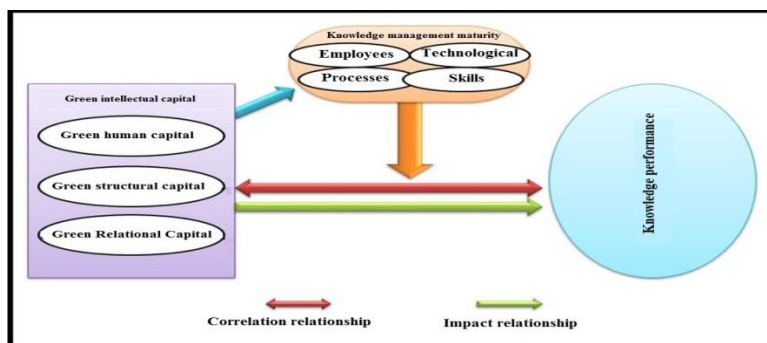 Knowledge management maturity
Employees
Technological
Processes
Skills
Green intellectual capital
Green human capital
Green structural capital
Green Relational Capital
Knowledge performance
Correlation relationship
Impact relationship